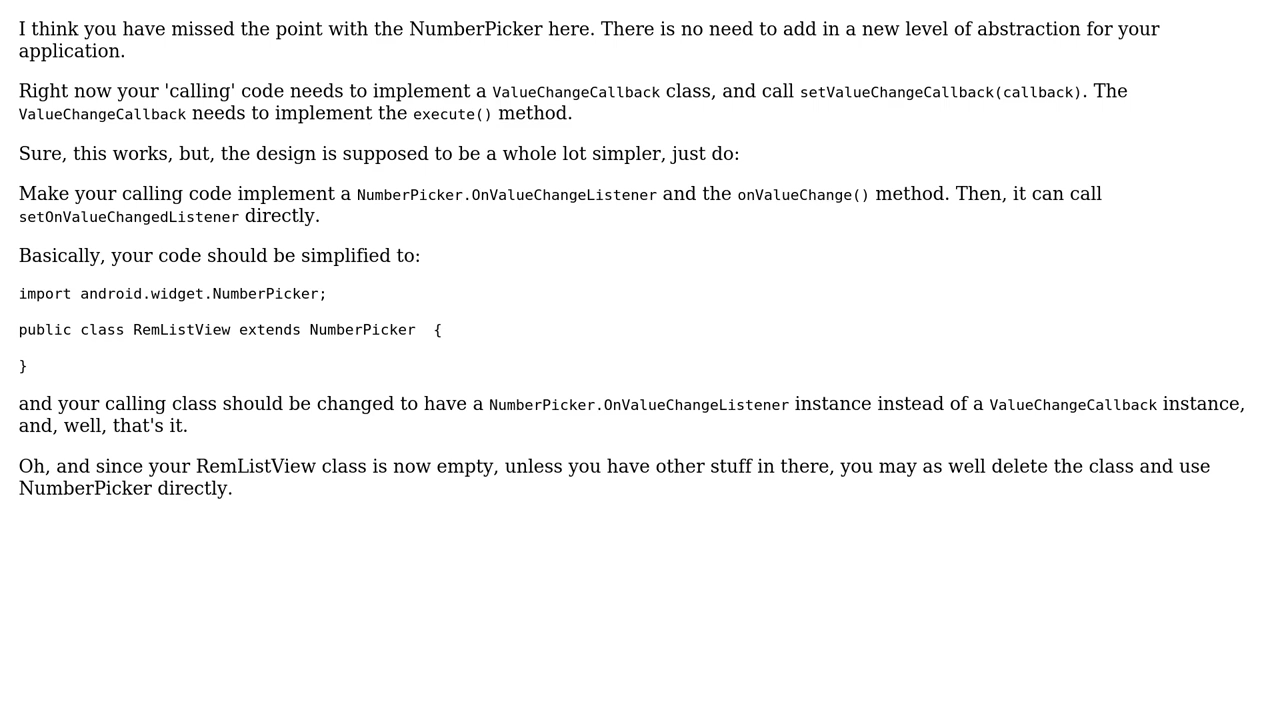 I think you have missed the point with the NumberPicker here. There is no need to add in a new level of abstraction for your
application.
Right now your 'calling' code needs to implement a ValueChangeCallback class, and call setValueChangeCallback(callback). The
ValueChangeCallback needs to implement the execute() method.
Sure, this works, but, the design is supposed to be a whole lot simpler, just do:
Make your calling code implement a NumberPicker.OnValueChangeListener and the onValueChange() method. Then, it can call
setOnValueChangedListener directly.
Basically, your code should be simplified to:
import android.widget.NumberPicker;
public class RemListView extends NumberPicker  {
}
and your calling class should be changed to have a NumberPicker.OnValueChangeListener instance instead of a ValueChangeCallback instance,
and, well, that's it.
Oh, and since your RemListView class is now empty, unless you have other stuff in there, you may as well delete the class and use
NumberPicker directly.